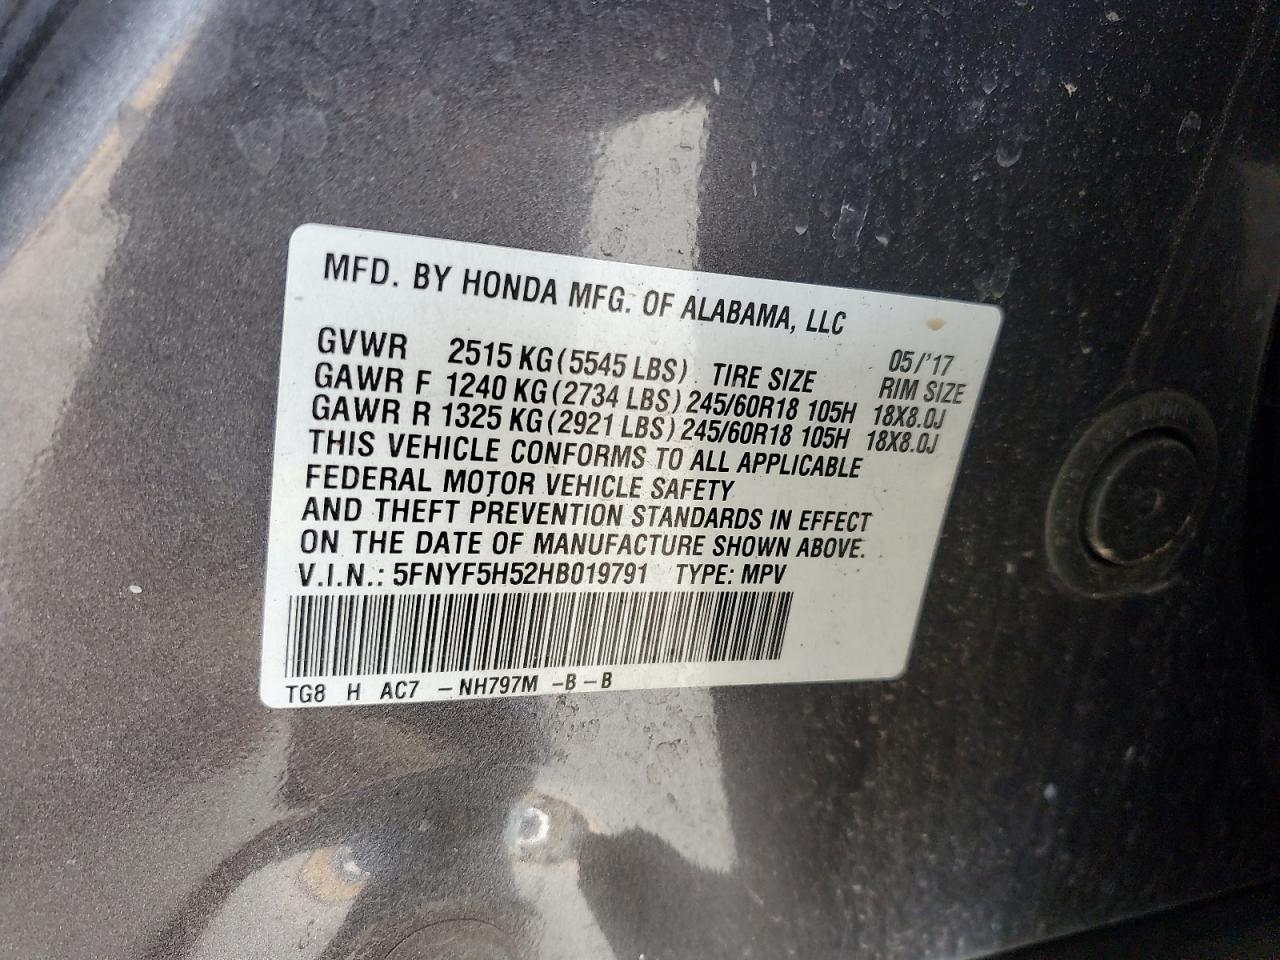 MFD. BY HONDA MFG. OF ALABAMA, LLC
05/'17
GVWR 2515 KG (5545 LBS) TIRE SIZE RIM SIZE
GAWR F 1240 KG (2734 LBS) 245/60R18 105H 18X8.0J
GAWR R 1325 KG (2921 LBS) 245/60R18 105H 18X8.0J
THIS VEHICLE CONFORMS TO ALL APPLICABLE
FEDERAL MOTOR VEHICLE SAFETY
AND THEFT PREVENTION STANDARDS IN EFFECT
ON THE DATE OF MANUFACTURE SHOWN ABOVE.
V.I.N.: 5FNYF5H52HB019791 TYPE: MPV
TG8 H AC7 – NH797M – B – B